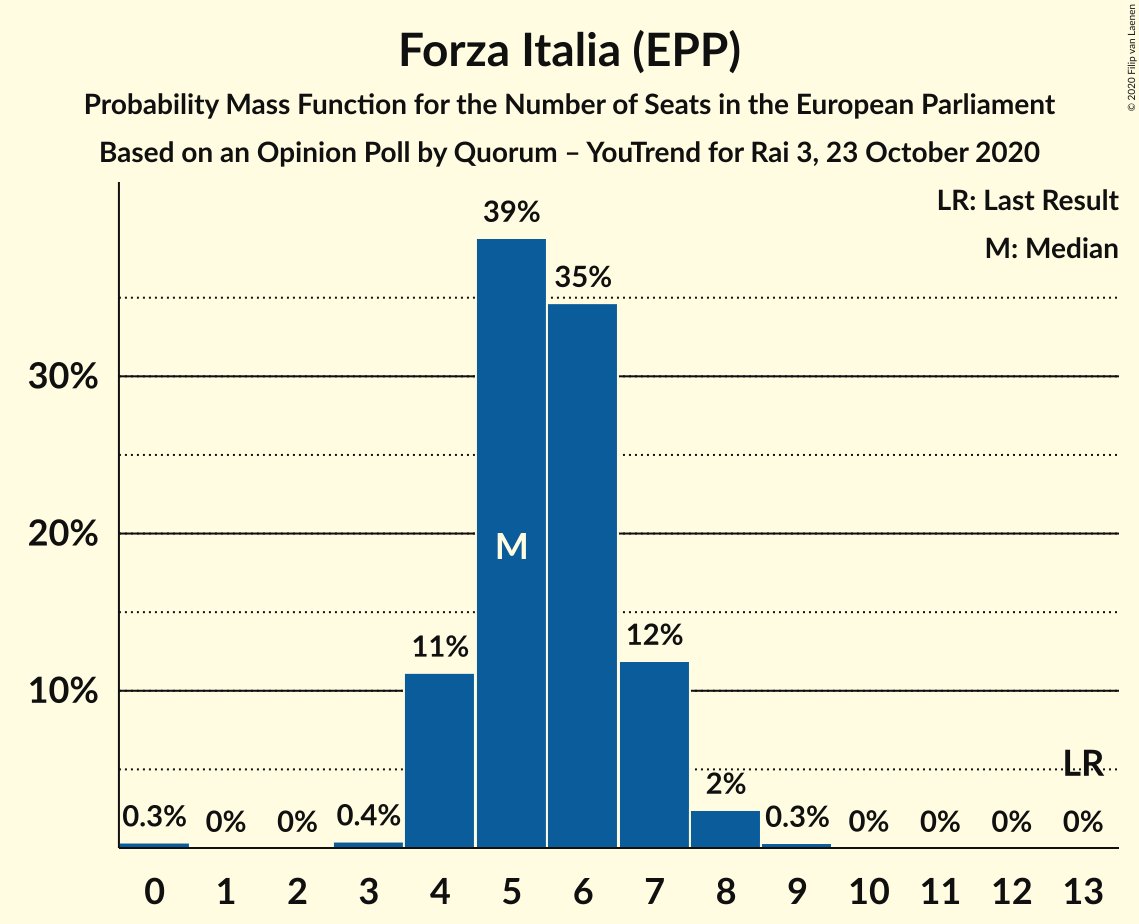 Forza Italia (EPP)
Probability Mass Function for the Number of Seats in the European Parliament
Based on an Opinion Poll by Quorum – YouTrend for Rai 3, 23 October 2020
© 2020 Filip van Laenen
LR: Last Result
M: Median
39%
35%
30%
20%
M
12%
11%
10%
LR
2%
0.3% 0% 0% 0.4% 0.3% 0% 0% 0% 0%
0 1 2 3 4 5 6 7 8 9 10 11 12 13